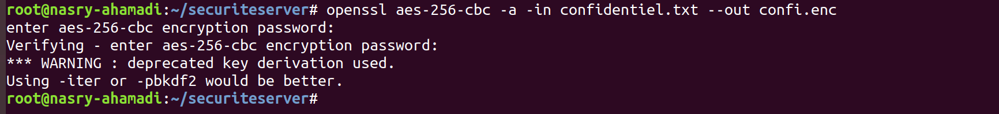 root@nasry-ahamadi:~/securiteserver# openssl aes-256-cbc -a -in confidentiel.txt --out confi.enc
enter aes-256-cbc encryption password:
Verifying - enter aes-256-cbc encryption password:
*** WARNING : deprecated key derivation used.
Using -iter or -pbkdf2 would be better.
root@nasry-ahamadi:~/securiteserver#